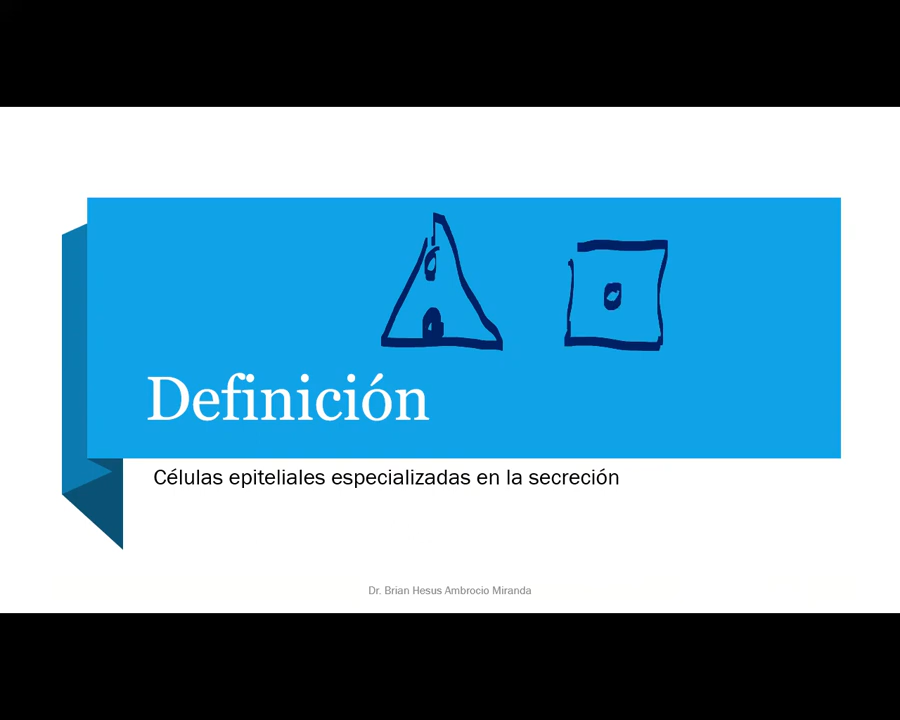 Definición
Células epiteliales especializadas en la secreción
Dr. Brian Hesus Ambrocio Miranda